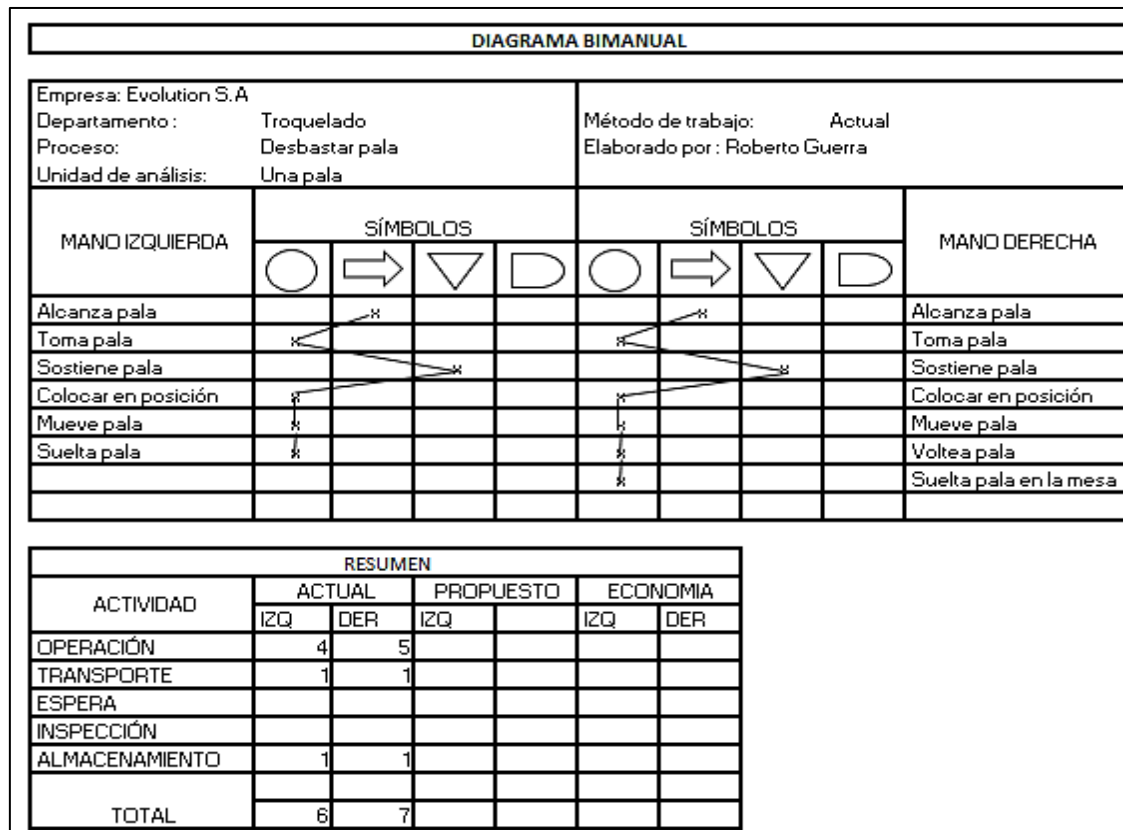 DIAGRAMA BIMANUAL
Empresa: Evolution S.A
Departamento : Troquelado Método de trabajo: Actual
Proceso: Desbastar pala Elaborado por : Roberto Guerra
Unidad de análisis: Una pala
MANO IZQUIERDA SÍMBOLOS SÍMBOLOS MANO DERECHA
Alcanza pala x x Alcanza pala
Toma pala x x Toma pala
Sostiene pala x x Sostiene pala
Colocar en posición x x Colocar en posición
Mueve pala x x Mueve pala
Suelta pala x x Voltea pala
x Suelta pala en la mesa
RESUMEN
ACTIVIDAD ACTUAL PROPUESTO ECONOMIA
IZQ DER IZQ IZQ DER
OPERACIÓN 4 5
TRANSPORTE 1 1
ESPERA
INSPECCIÓN
ALMACENAMIENTO 1 1
TOTAL 6 7